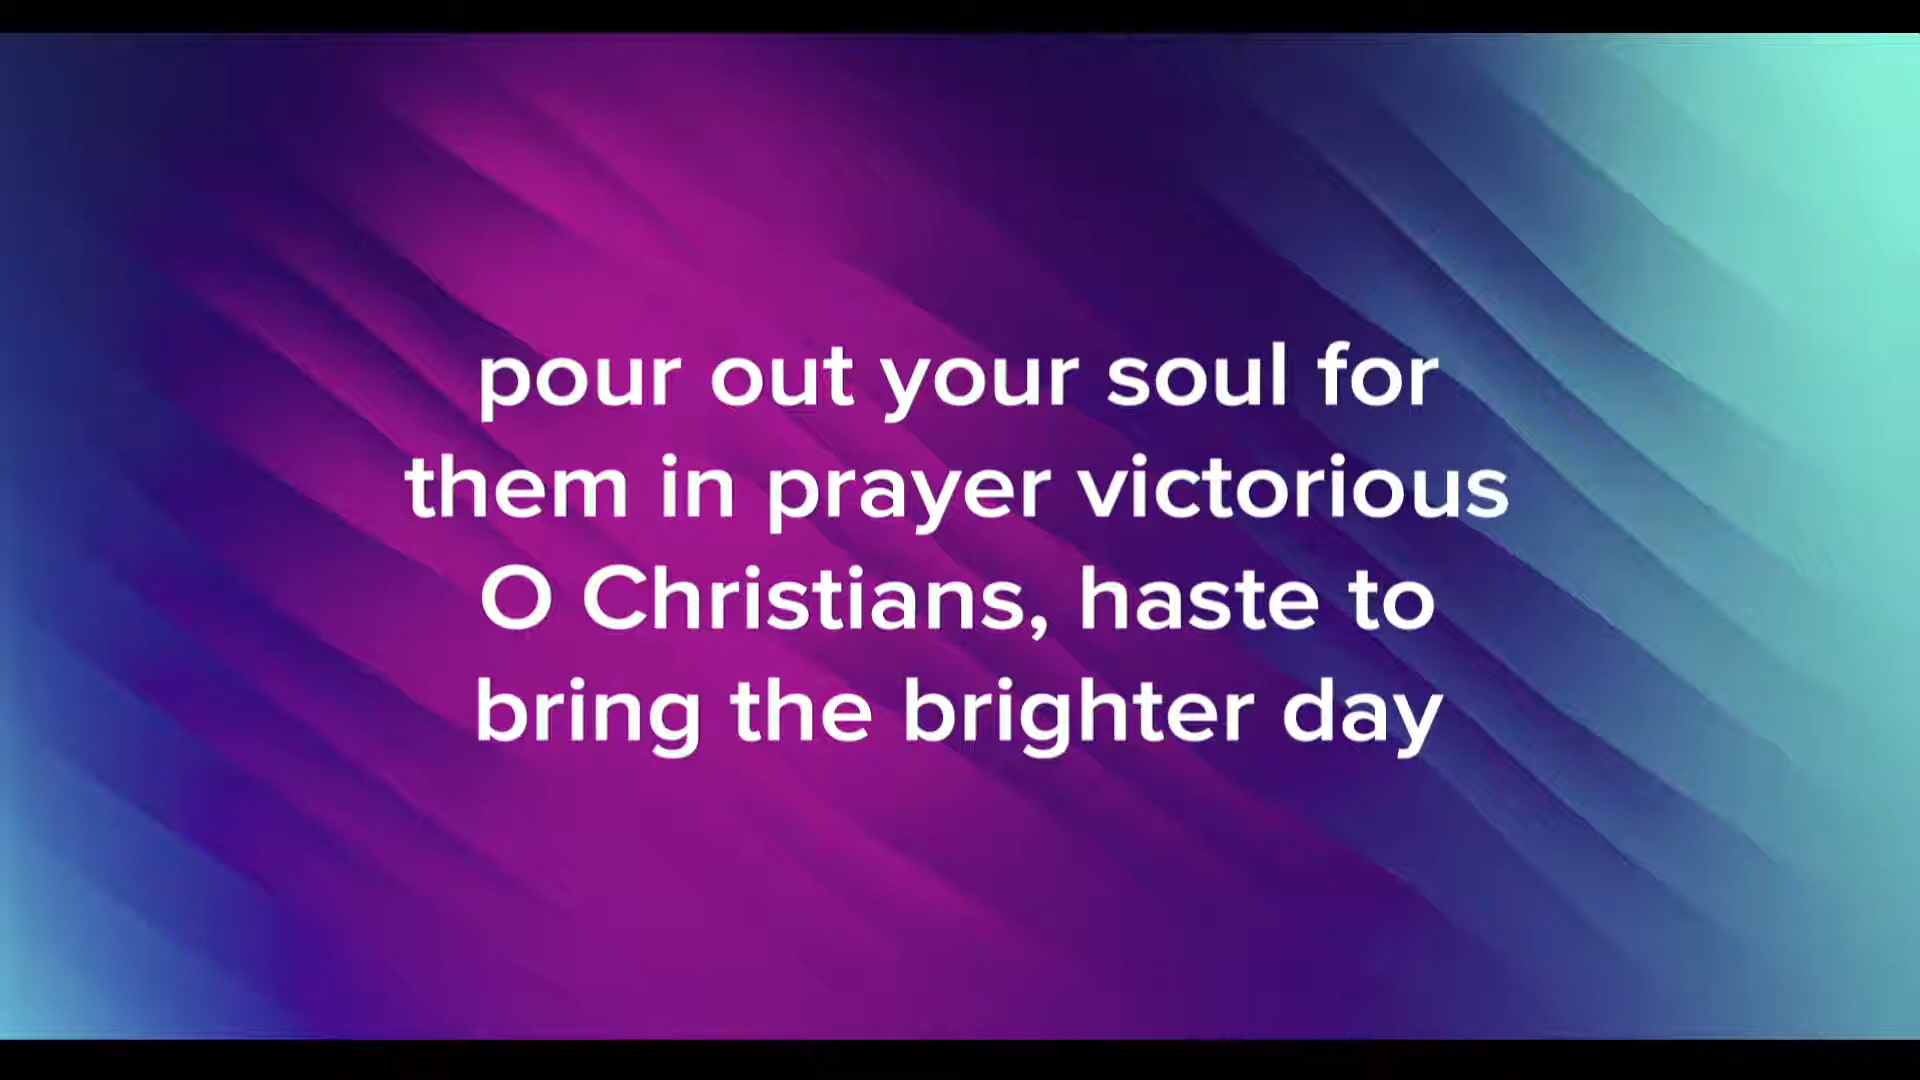 pour out your soul for
them in prayer victorious
O Christians, haste to
bring the brighter day